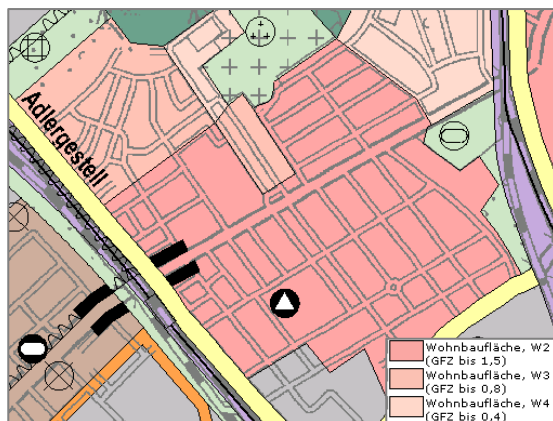 Adlergestell
Wohnbaufläche, W2
(GFZ bis 1,5)
Wohnbaufläche, W3
(GFZ bis 0,8)
Wohnbaufläche, W4
(GFZ bis 0,4)